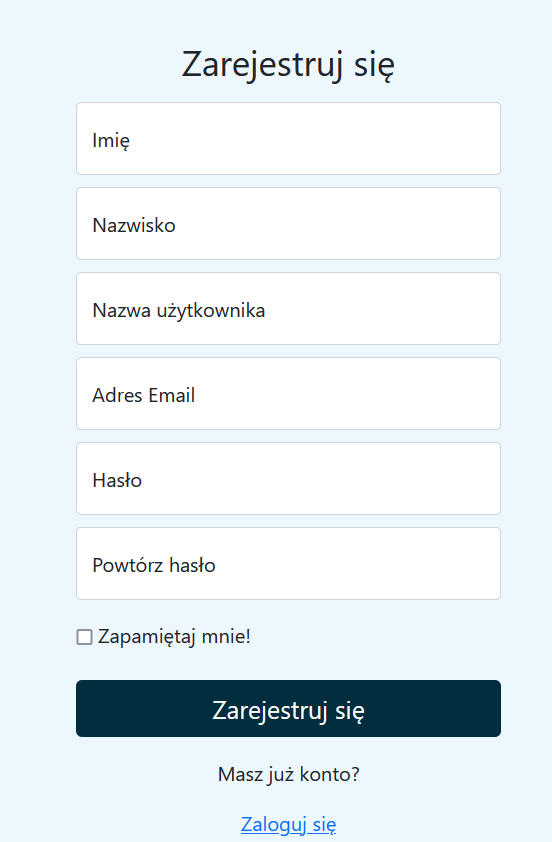 Zarejestruj się
Imię
Nazwisko
Nazwa użytkownika
Adres Email
Hasło
Powtórz hasło
Zapamiętaj mnie!
Zarejestruj się
Masz już konto?
Zaloguj się